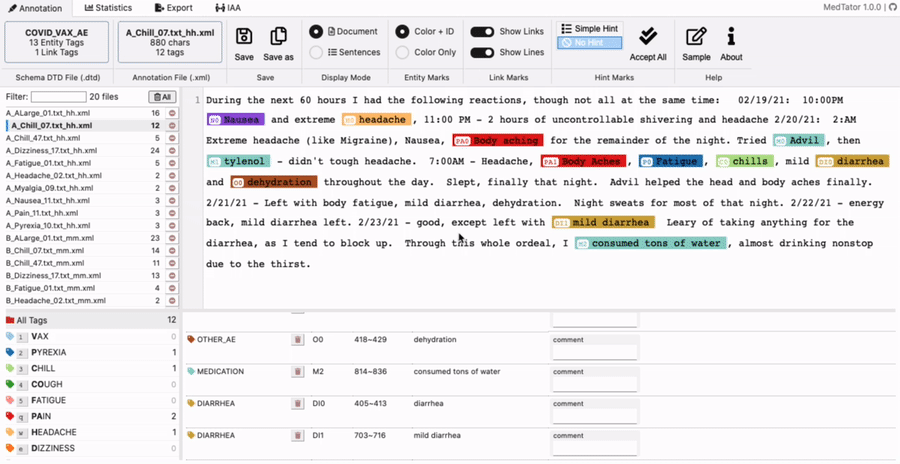 Annotation Statistics Export IAA MedTator 1.0.0 |
COVID_VAX_AE
13 Entity Tags
1 Link Tags
A_Chill_07.txt_hh.xml
880 chars
12 tags
Save Save as
Document
Sentences
Color + ID
Color Only
Show Links
Show Lines
Simple Hint
No Hint
Accept All
Sample About
Schema DTD File (.dtd) Annotation File (.xml) Save Display Mode Entity Marks Link Marks Hint Marks Help
Filter: 20 files All
A_ALarge_01.txt_hh.xml 16
A_Chill_07.txt_hh.xml 12
A_Chill_47.txt_hh.xml 5
A_Dizziness_17.txt_hh.xml 24
A_Fatigue_01.txt_hh.xml 5
A_Headache_02.txt_hh.xml 2
A_Myalgia_09.txt_hh.xml 2
A_Nausea_11.txt_hh.xml 3
A_Pain_11.txt_hh.xml 2
A_Pyrexia_10.txt_hh.xml 2
B_ALarge_01.txt_mm.xml 23
B_Chill_07.txt_mm.xml 14
B_Chill_47.txt_mm.xml 11
B_Dizziness_17.txt_mm.xml 13
B_Fatigue_01.txt_mm.xml 4
B_Headache_02.txt_mm.xml 2
1 During the next 60 hours I had the following reactions, though not all at the same time: 02/19/21: 10:00PM
N0 Nausea and extreme headache, 11:00 PM - 2 hours of uncontrollable shivering and headache 2/20/21: 2:AM
Extreme headache (like Migraine), Nausea, PA0 Body aching for the remainder of the night. Tried M0 Advil, then
M1 tylenol - didn't tough headache. 7:00AM - Headache, PA1 Body Aches, P0 Fatigue, C0 chills, mild DI0 diarrhea
and O0 dehydration throughout the day. Slept, finally that night. Advil helped the head and body aches finally.
2/21/21 - Left with body fatigue, mild diarrhea, dehydration. Night sweats for most of that night. 2/22/21 - energy
back, mild diarrhea left. 2/23/21 - good, except left with DI1 mild diarrhea Leary of taking anything for the
diarrhea, as I tend to block up. Through this whole ordeal, I M2 consumed tons of water, almost drinking nonstop
due to the thirst.
All Tags 12
1 VAX 0
2 PYREXIA 1
3 CHILL 1
4 COUGH 0
5 FATIGUE 0
q PAIN 2
w HEADACHE 1
e DIZZINESS 0
OTHER_AE O0 418~429 dehydration comment
MEDICATION M2 814~836 consumed tons of water comment
DIARRHEA DI0 405~413 diarrhea comment
DIARRHEA DI1 703~716 mild diarrhea comment